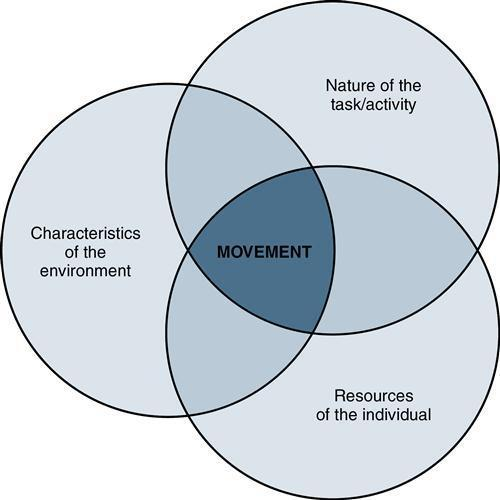 Nature of the
task/activity
Characteristics
of the
environment
MOVEMENT
Resources
of the individual